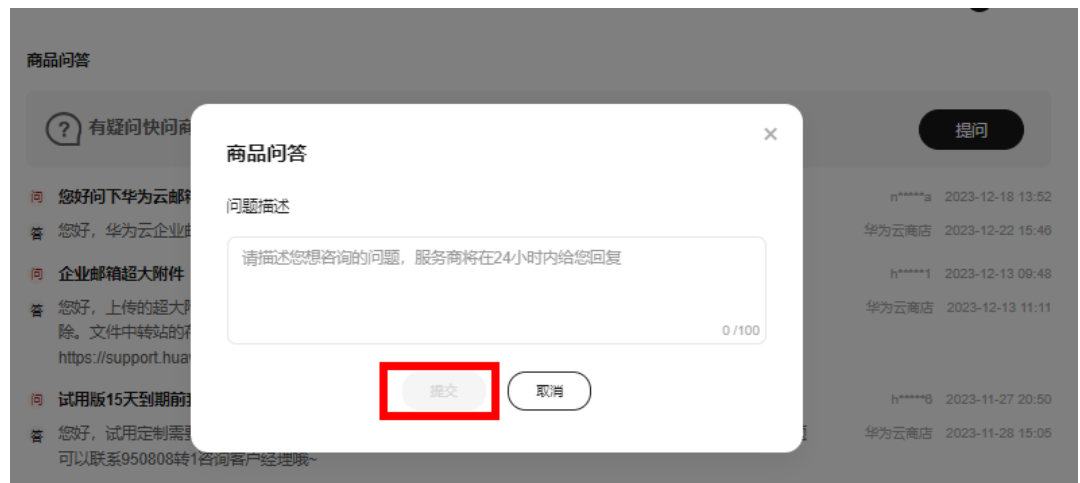 商品问答
有疑问快问
提问
商品问答
×
问题描述
请描述您想咨询的问题，服务商将在24小时内给您回复
0 /100
提交
取消
问 您好问下华为云邮
n*****a 2023-12-18 13:52
答 您好，华为云企业
华为云商店 2023-12-22 15:46
问 企业邮箱超大附件
h*****1 2023-12-13 09:48
答 您好，上传的超大
华为云商店 2023-12-13 11:11
除。文件中转站的
https://support.hua
问 试用版15天到期前
h*****6 2023-11-27 20:50
答 您好，试用定制需
华为云商店 2023-11-28 15:05
可以联系950808转1咨询客户经理哦~